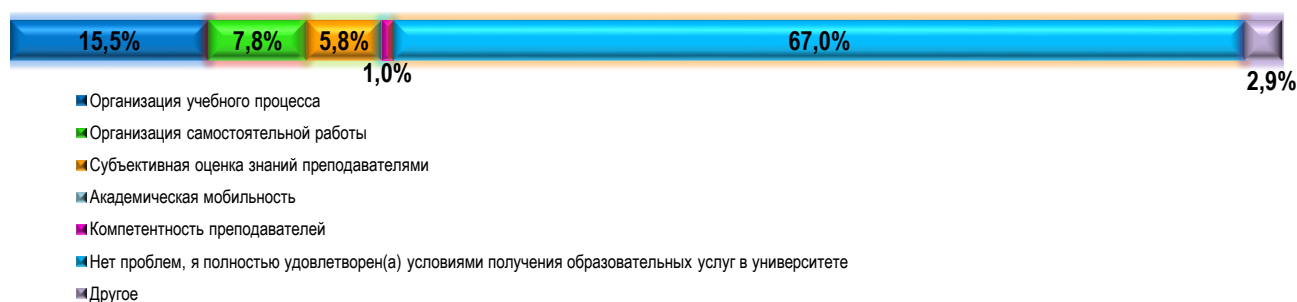 15,5% 7,8% 5,8% 67,0%
1,0% 2,9%
Организация учебного процесса
Организация самостоятельной работы
Субъективная оценка знаний преподавателями
Академическая мобильность
Компетентность преподавателей
Нет проблем, я полностью удовлетворен(а) условиями получения образовательных услуг в университете
Другое